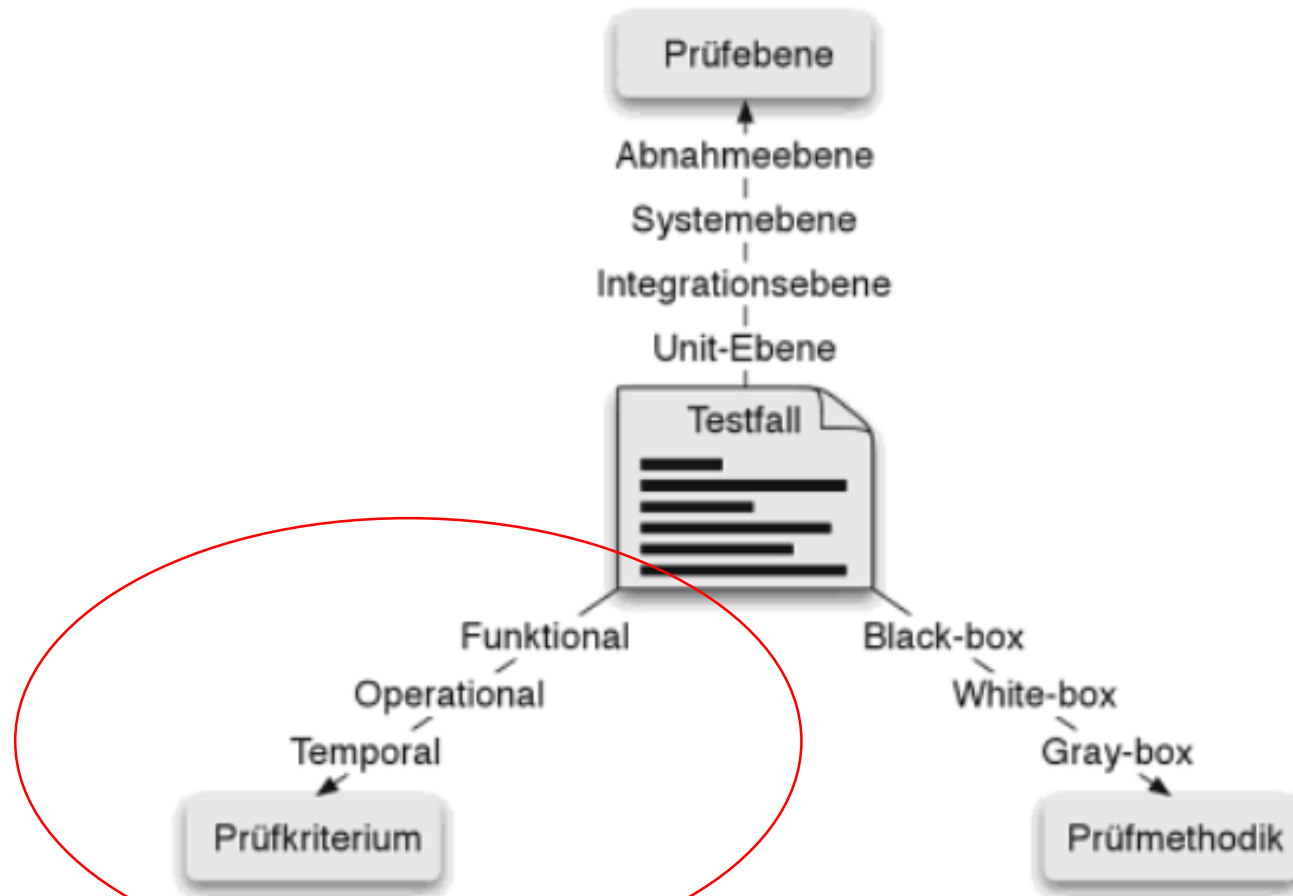 Prüfebene
Abnahmeebene
Systemebene
Integrationsebene
Unit-Ebene
Testfall
Funktional
Black-box
Operational
White-box
Temporal
Gray-box
Prüfkriterium
Prüfmethodik